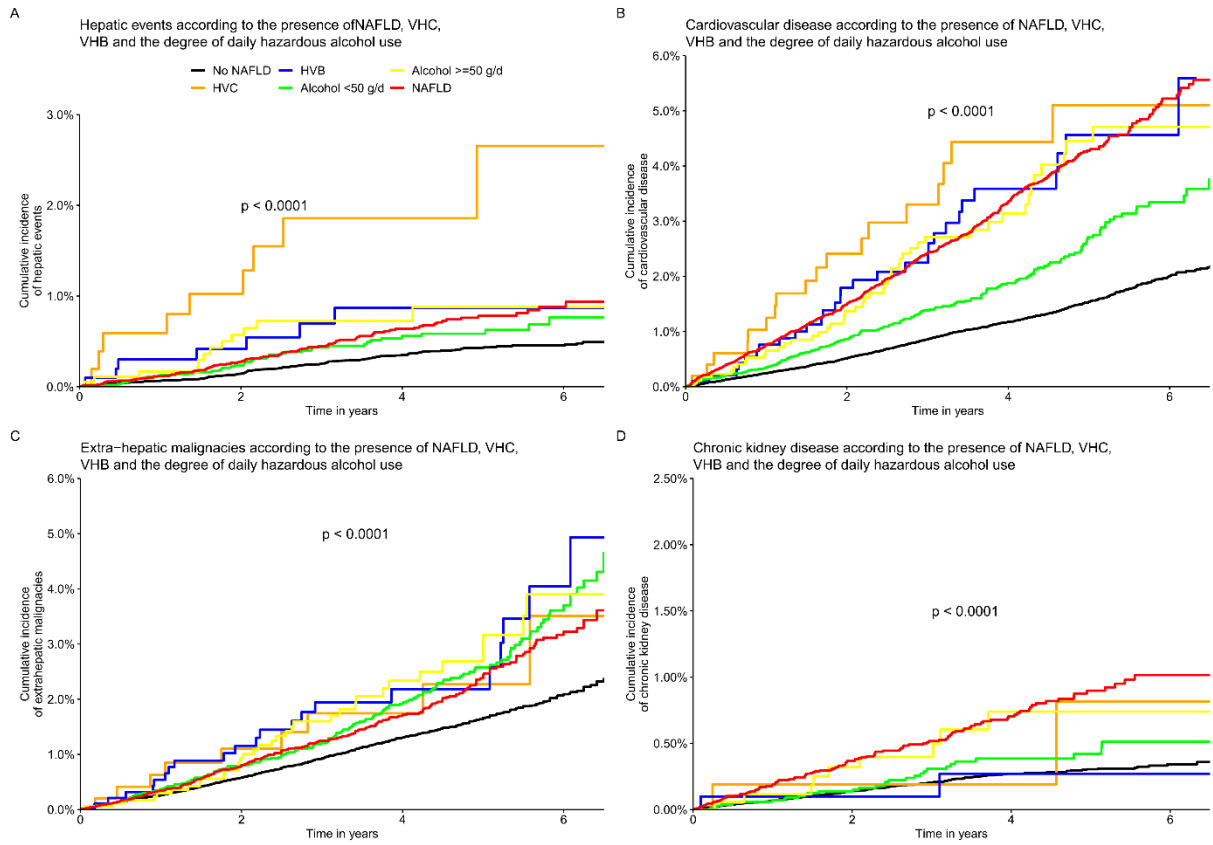 A
Hepatic events according to the presence ofNAFLD, VHC,
VHB and the degree of daily hazardous alcohol use
No NAFLD
HVB
Alcohol >=50 g/d
HVC
Alcohol <50 g/d
NAFLD
3.0%
2.0%
1.0%
0.0%
p < 0.0001
Cumulative incidence
of hepatic events
2
4
6
Time in years
B
Cardiovascular disease according to the presence of NAFLD, VHC,
VHB and the degree of daily hazardous alcohol use
6.0%
5.0%
4.0%
3.0%
2.0%
1.0%
0.0%
p < 0.0001
Cumulative incidence
of cardiovascular disease
0
2
4
6
Time in years
C
Extra−hepatic malignacies according to the presence of NAFLD, VHC,
VHB and the degree of daily hazardous alcohol use
6.0%
5.0%
4.0%
3.0%
2.0%
1.0%
0.0%
p < 0.0001
Cumulative incidence
of extrahepatic malignancies
0
2
4
6
Time in years
D
Chronic kidney disease according to the presence of NAFLD, VHC,
VHB and the degree of daily hazardous alcohol use
2.50%
2.00%
1.50%
1.00%
0.50%
0.00%
p < 0.0001
Cumulative incidence
of chronic kidney disease
0
2
4
6
Time in years